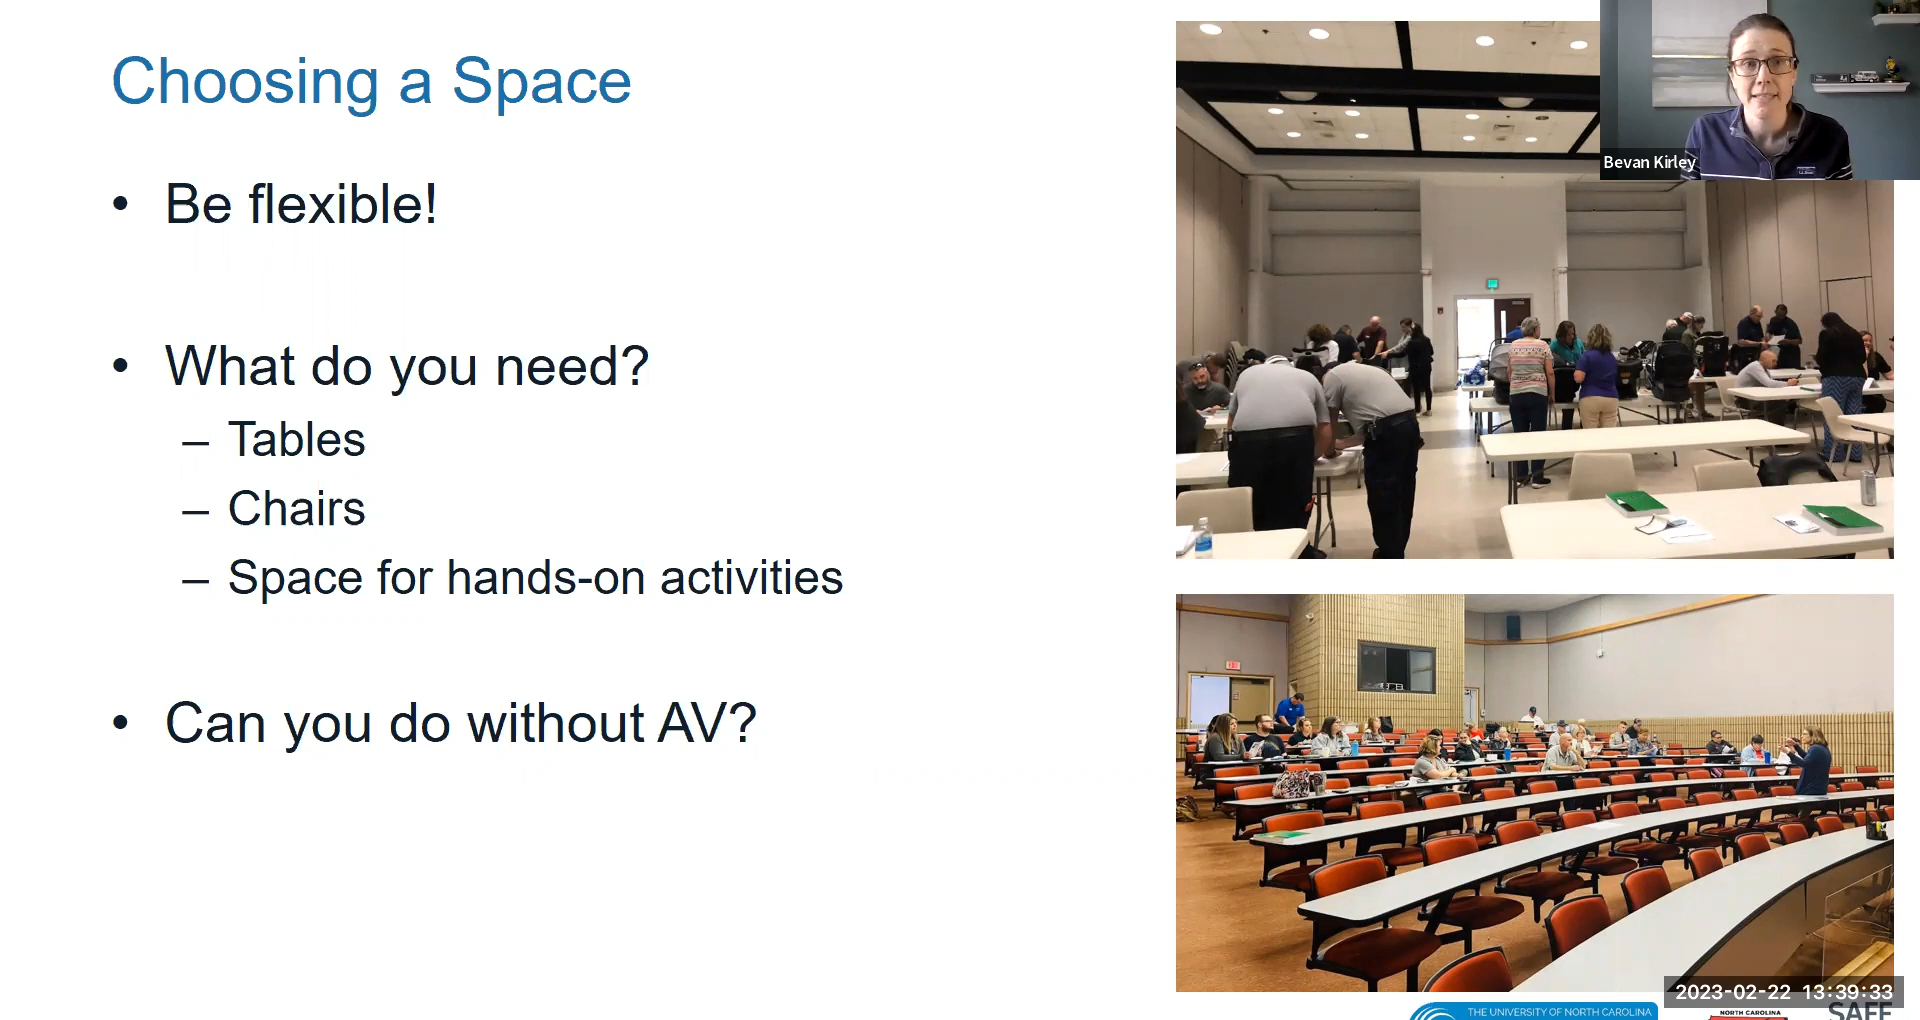 Choosing a Space
• Be flexible!
• What do you need?
– Tables
– Chairs
– Space for hands-on activities
• Can you do without AV?
Bevan Kirley
2023-02-22 13:39:33
THE UNIVERSITY OF NORTH CAROLINA
NORTH CAROLINA
SAFE